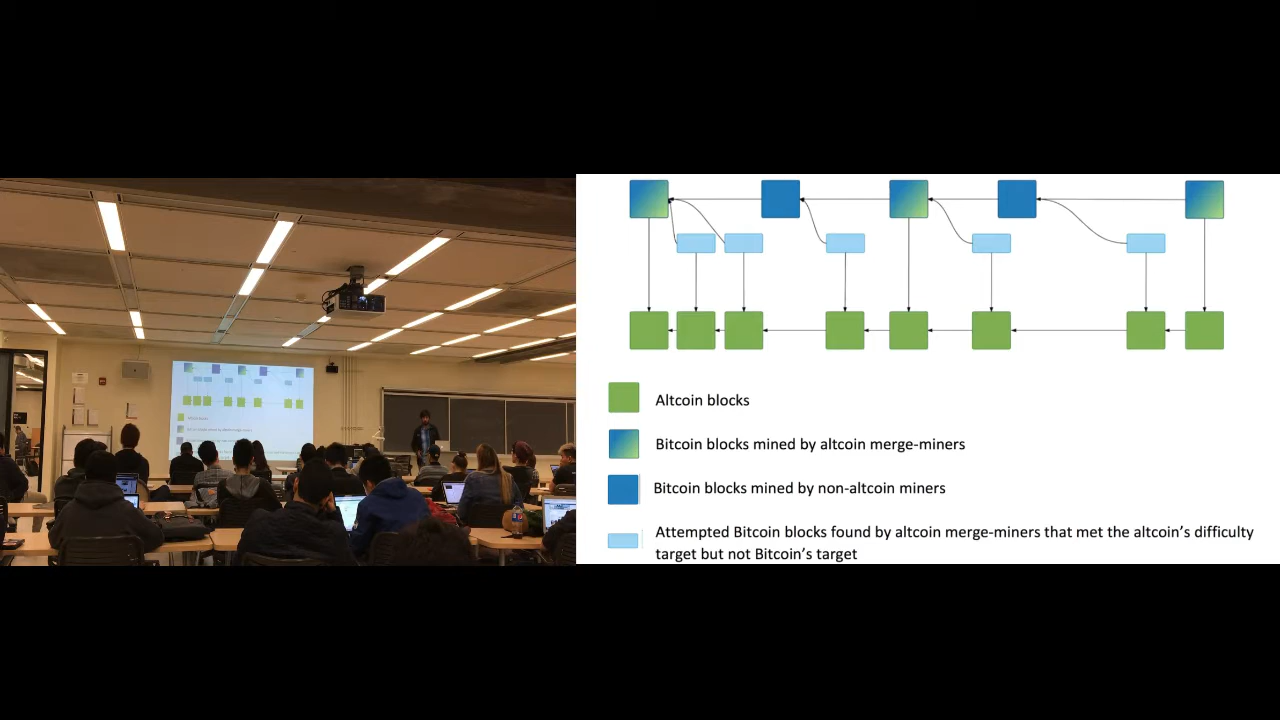 Altcoin blocks
Bitcoin blocks mined by altcoin merge-miners
Bitcoin blocks mined by non-altcoin miners
Attempted Bitcoin blocks found by altcoin merge-miners that met the altcoin's difficulty
target but not Bitcoin's target